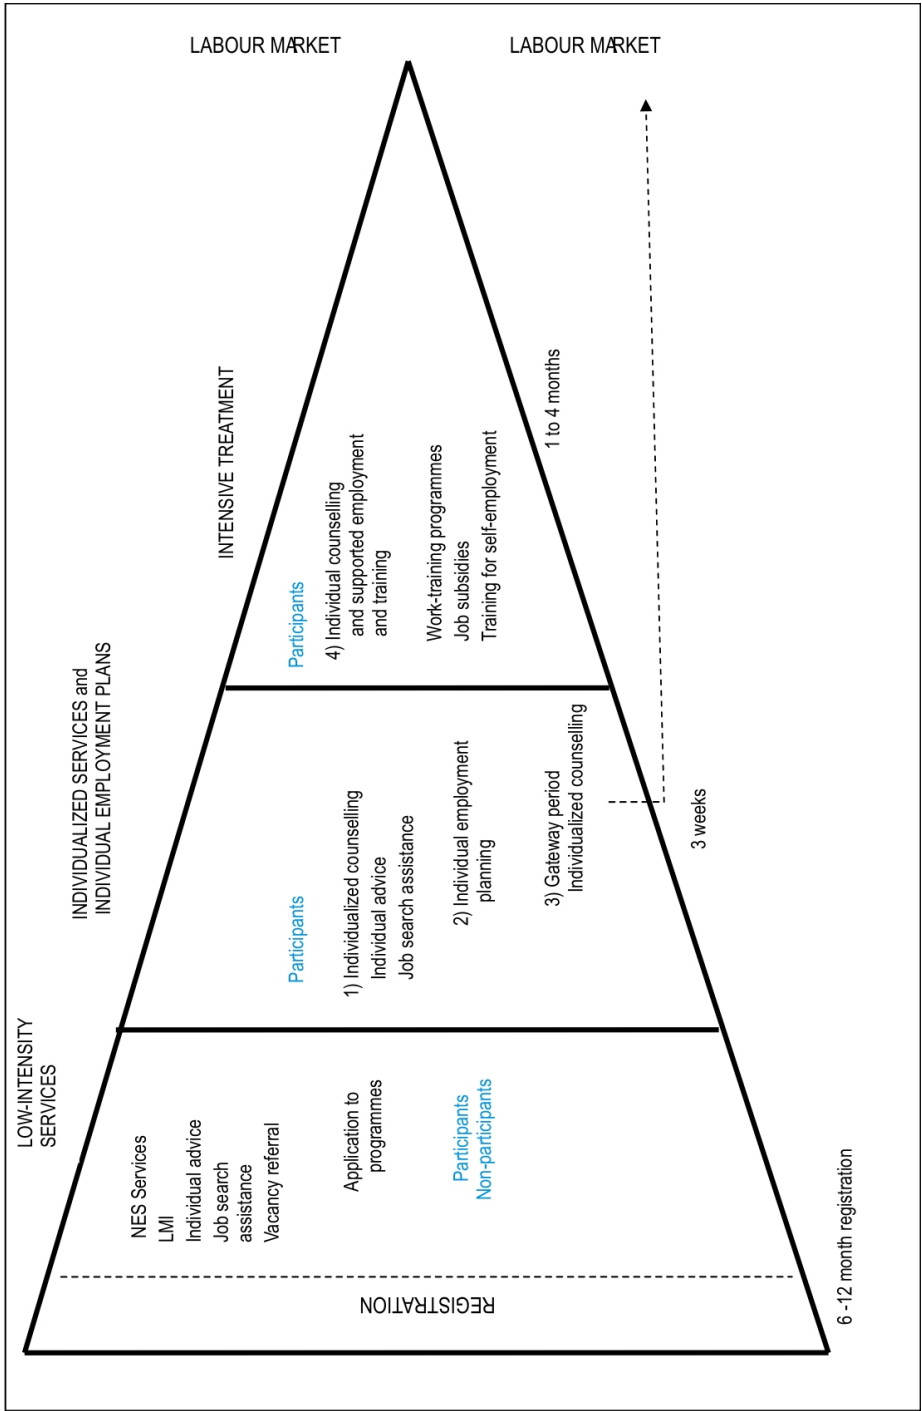 LABOUR MARKET
LABOUR MARKET
LOW-INTENSITY
SERVICES
INDIVIDUALIZED SERVICES and
INDIVIDUAL EMPLOYMENT PLANS
INTENSIVE TREATMENT
REGISTRATION
NES Services
LMI
Individual advice
Job search
assistance
Vacancy referral
Application to
programmes
Participants
Non-participants
Participants
1) Individualized counselling
Individual advice
Job search assistance
2) Individual employment
planning
3) Gateway period
Individualized counselling
Participants
4) Individual counselling
and supported employment
and training
Work-training programmes
Job subsidies
Training for self-employment
6 -12 month registration
3 weeks
1 to 4 months